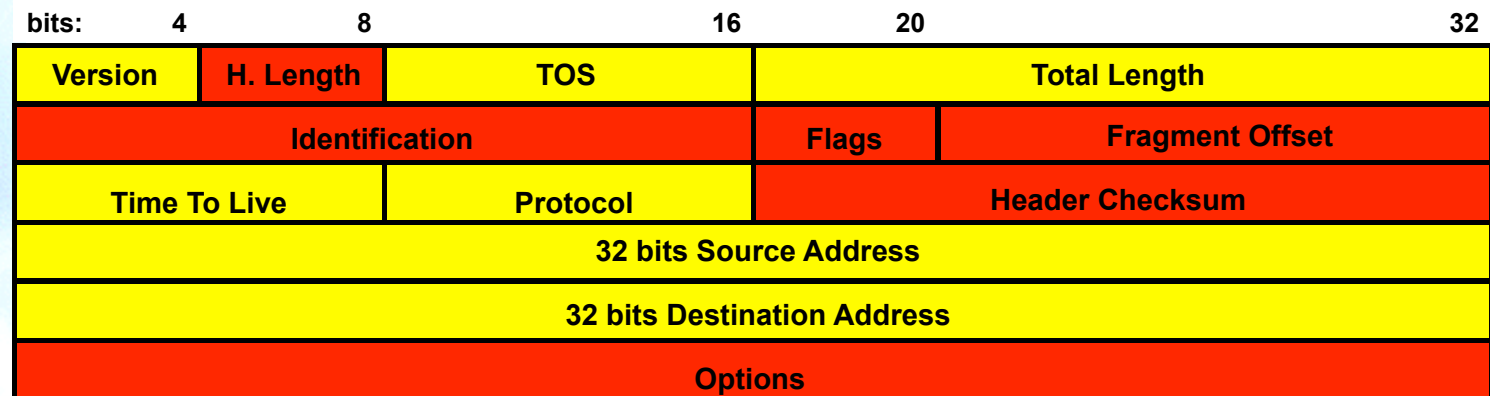 bits: 4 8 16 20 32
Version H. Length TOS Total Length
Identification Flags Fragment Offset
Time To Live Protocol Header Checksum
32 bits Source Address
32 bits Destination Address
Options